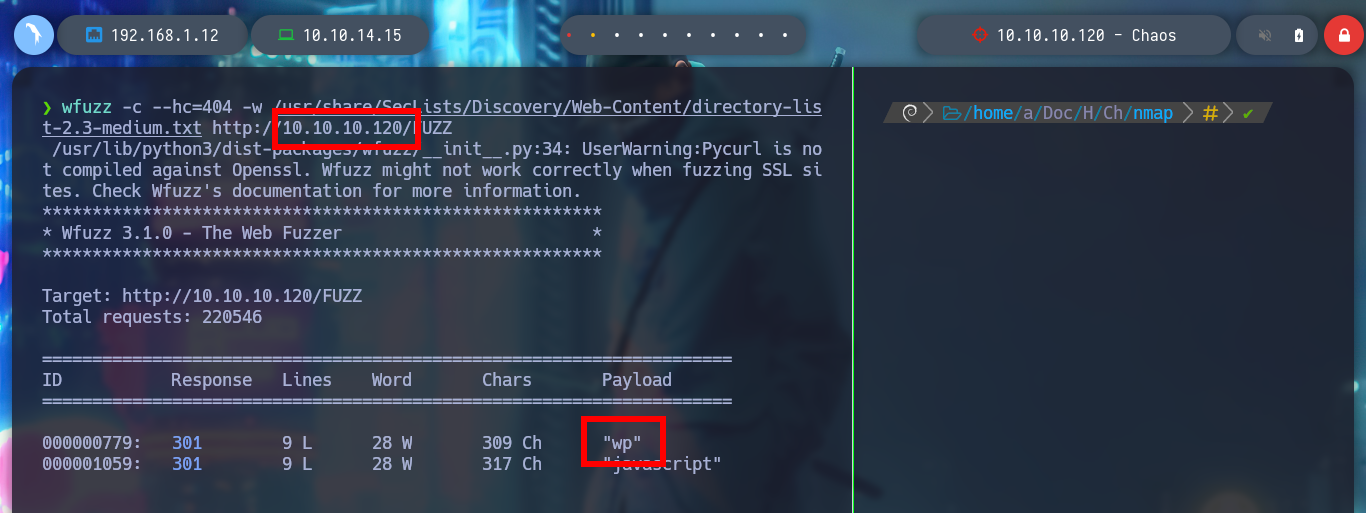 192.168.1.12
10.10.14.15
10.10.10.120 - Chaos
❯ wfuzz -c --hc=404 -w /usr/share/SecLists/Discovery/Web-Content/directory-lis
t-2.3-medium.txt http://10.10.10.120/FUZZ
/usr/lib/python3/dist-packages/wfuzz/__init__.py:34: UserWarning:Pycurl is no
t compiled against Openssl. Wfuzz might not work correctly when fuzzing SSL si
tes. Check Wfuzz's documentation for more information.
********************************************************
* Wfuzz 3.1.0 - The Web Fuzzer                         *
********************************************************
Target: http://10.10.10.120/FUZZ
Total requests: 220546
=====================================================================
ID           Response   Lines    Word       Chars       Payload
=====================================================================
000000779:   301        9 L      28 W       309 Ch      "wp"
000001059:   301        9 L      28 W       317 Ch      "javascript"
/home/a/Doc/H/Ch/nmap # ✔